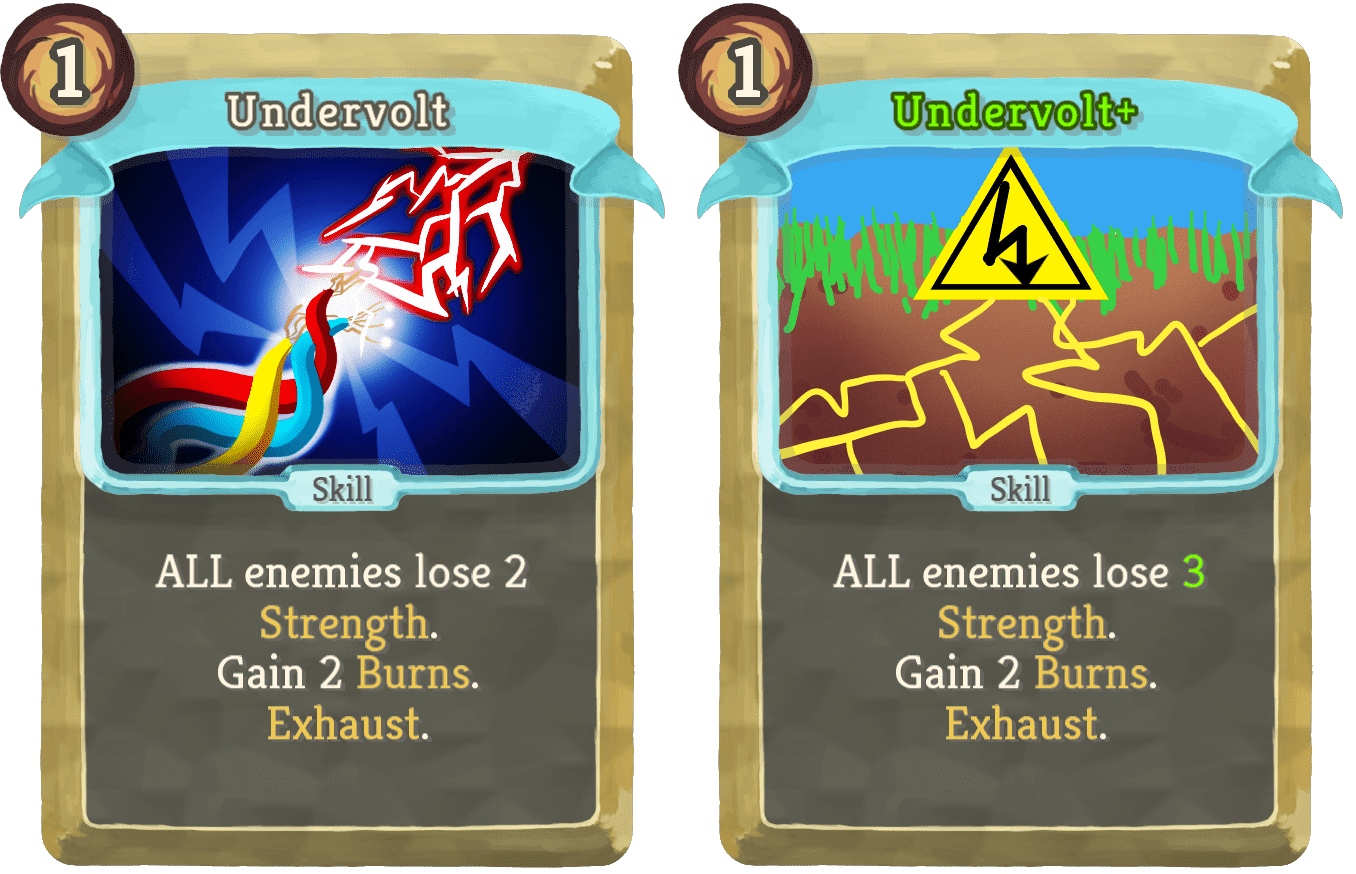 1
Undervolt
Skill
ALL enemies lose 2
Strength.
Gain 2 Burns.
Exhaust.
1
Undervolt+
Skill
ALL enemies lose 3
Strength.
Gain 2 Burns.
Exhaust.